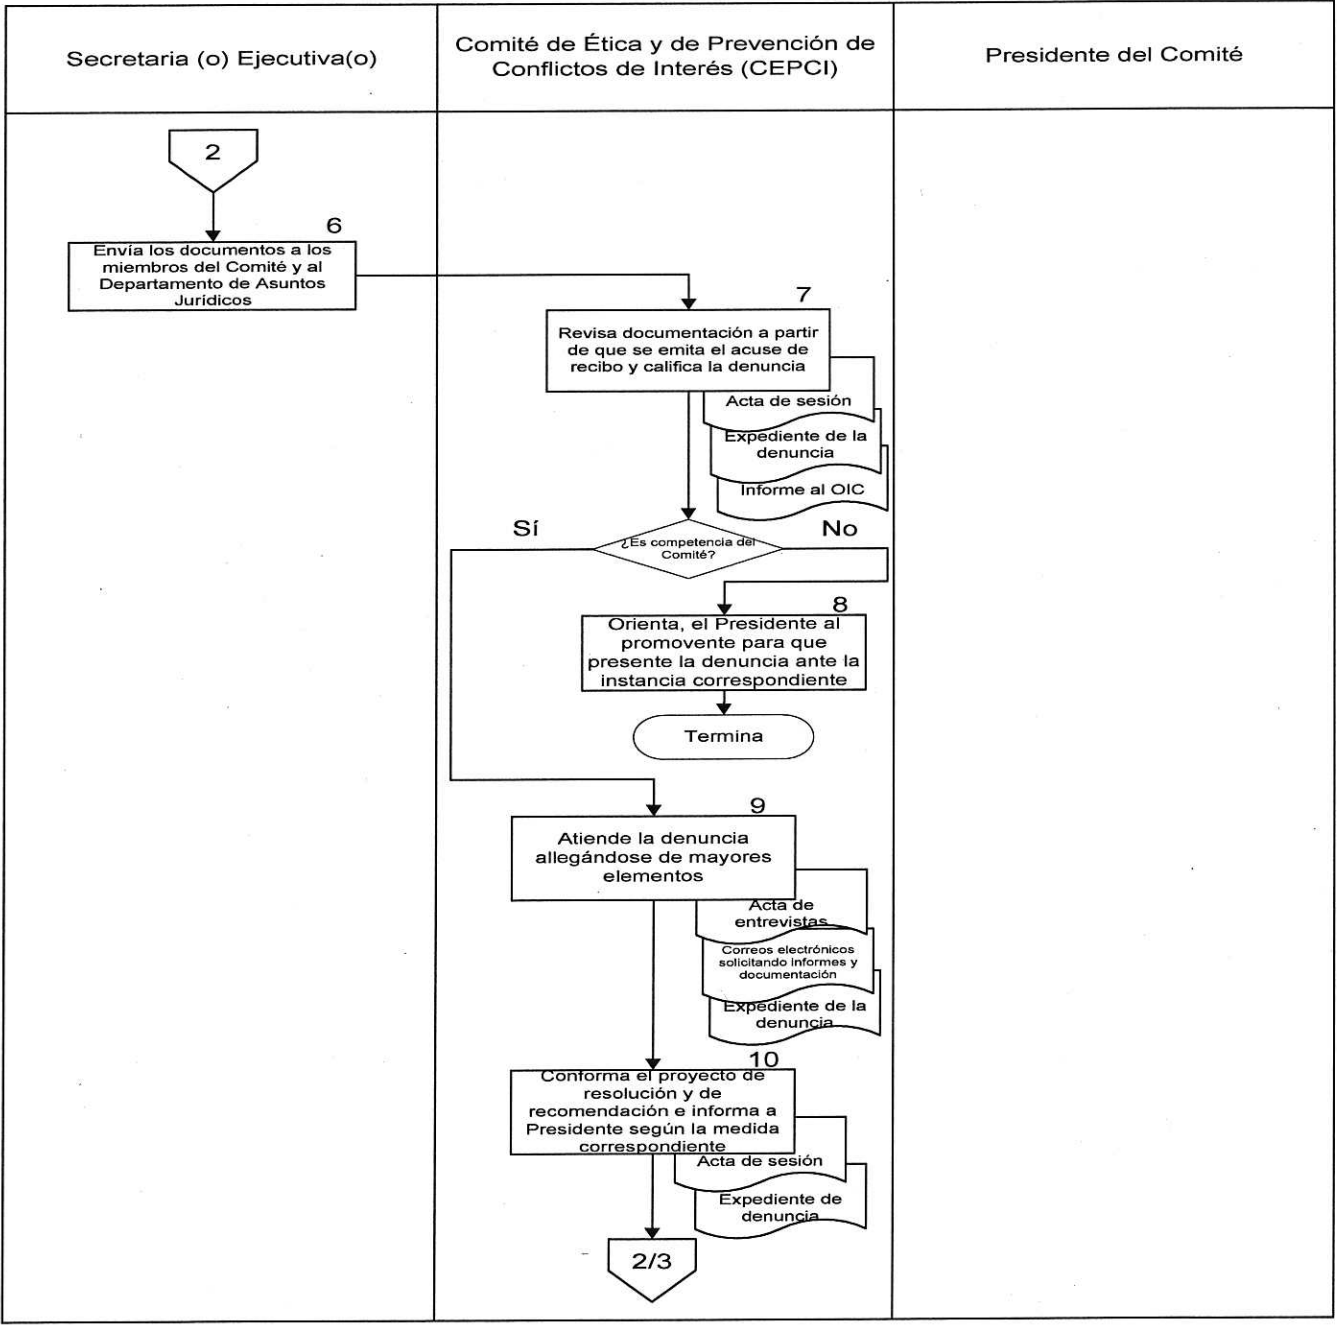 Secretaria (o) Ejecutiva(o)
Comité de Ética y de Prevención de
Conflictos de Interés (CEPCI)
Presidente del Comité
2
6
Envía los documentos a los
miembros del Comité y al
Departamento de Asuntos
Jurídicos
7
Revisa documentación a partir
de que se emita el acuse de
recibo y califica la denuncia
Acta de sesión
Expediente de la
denuncia
Informe al OIC
Sí
¿Es competencia del
Comité?
No
8
Orienta, el Presidente al
promovente para que
presente la denuncia ante la
instancia correspondiente
Termina
9
Atiende la denuncia
allegándose de mayores
elementos
Acta de
entrevistas
Correos electrónicos
solicitando informes y
documentación
Expediente de la
denuncia
10
Conforma el proyecto de
resolución y de
recomendación e informa a
Presidente según la medida
correspondiente
Acta de sesión
Expediente de
denuncia
2/3